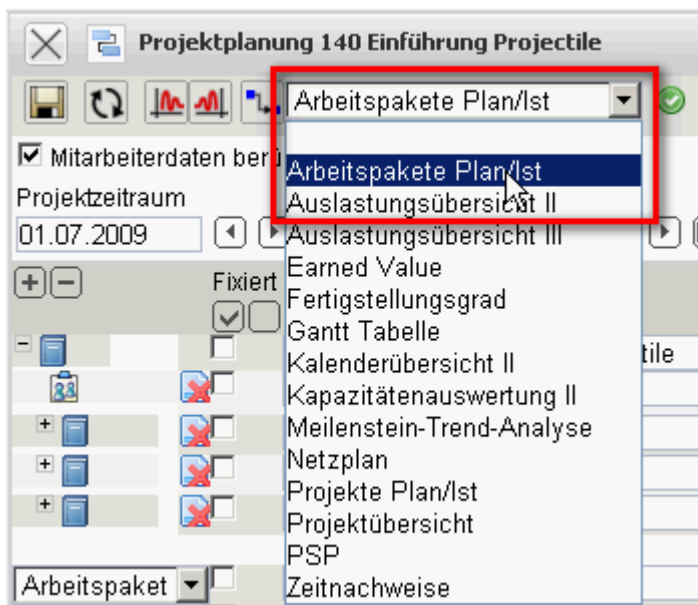 Projektplanung 140 Einführung Projectile
Arbeitspakete Plan/Ist
Mitarbeiterdaten
Arbeitspakete Plan/Ist
Projektzeitraum
Auslastungsübersicht II
01.07.2009
Auslastungsübersicht III
Earned Value
Fixiert
Fertigstellungsgrad
Gantt Tabelle
tile
Kalenderübersicht II
Kapazitätenauswertung II
Meilenstein-Trend-Analyse
Netzplan
Projekte Plan/Ist
Projektübersicht
PSP
Arbeitspaket
Zeitnachweise